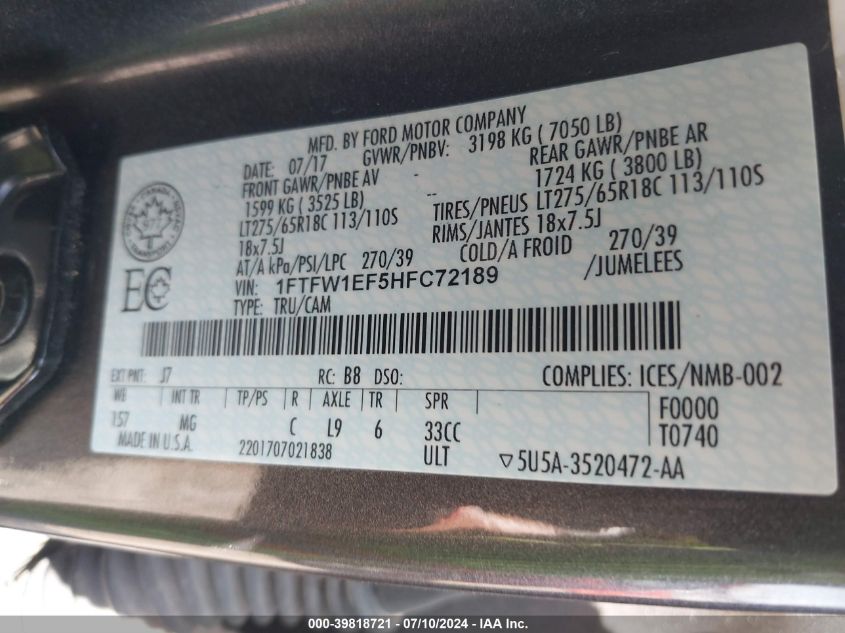 MFD. BY FORD MOTOR COMPANY
DATE: 07/17 GVWR/PNBV: 3198 KG ( 7050 LB)
FRONT GAWR/PNBE AV REAR GAWR/PNBE AR
1599 KG ( 3525 LB) -- 1724 KG ( 3800 LB)
LT275/65R18C 113/110S TIRES/PNEUS LT275/65R18C 113/110S
18x7.5J RIMS/JANTES 18x7.5J
AT/A kPa/PSI/LPC 270/39 COLD/A FROID 270/39
VIN: 1FTFW1EF5HFC72189 /JUMELEES
TYPE: TRU/CAM
EC
CANADA
TRANSPORT
EXT PNT: J7 RC: B8 DSO: COMPLIES: ICES/NMB-002
WB INT TR TP/PS R AXLE TR SPR F0000
157 MG C L9 6 33CC T0740
MADE IN U.S.A. 2201707021838 ULT ▽5U5A-3520472-AA
000-39818721 - 07/10/2024 - IAA Inc.